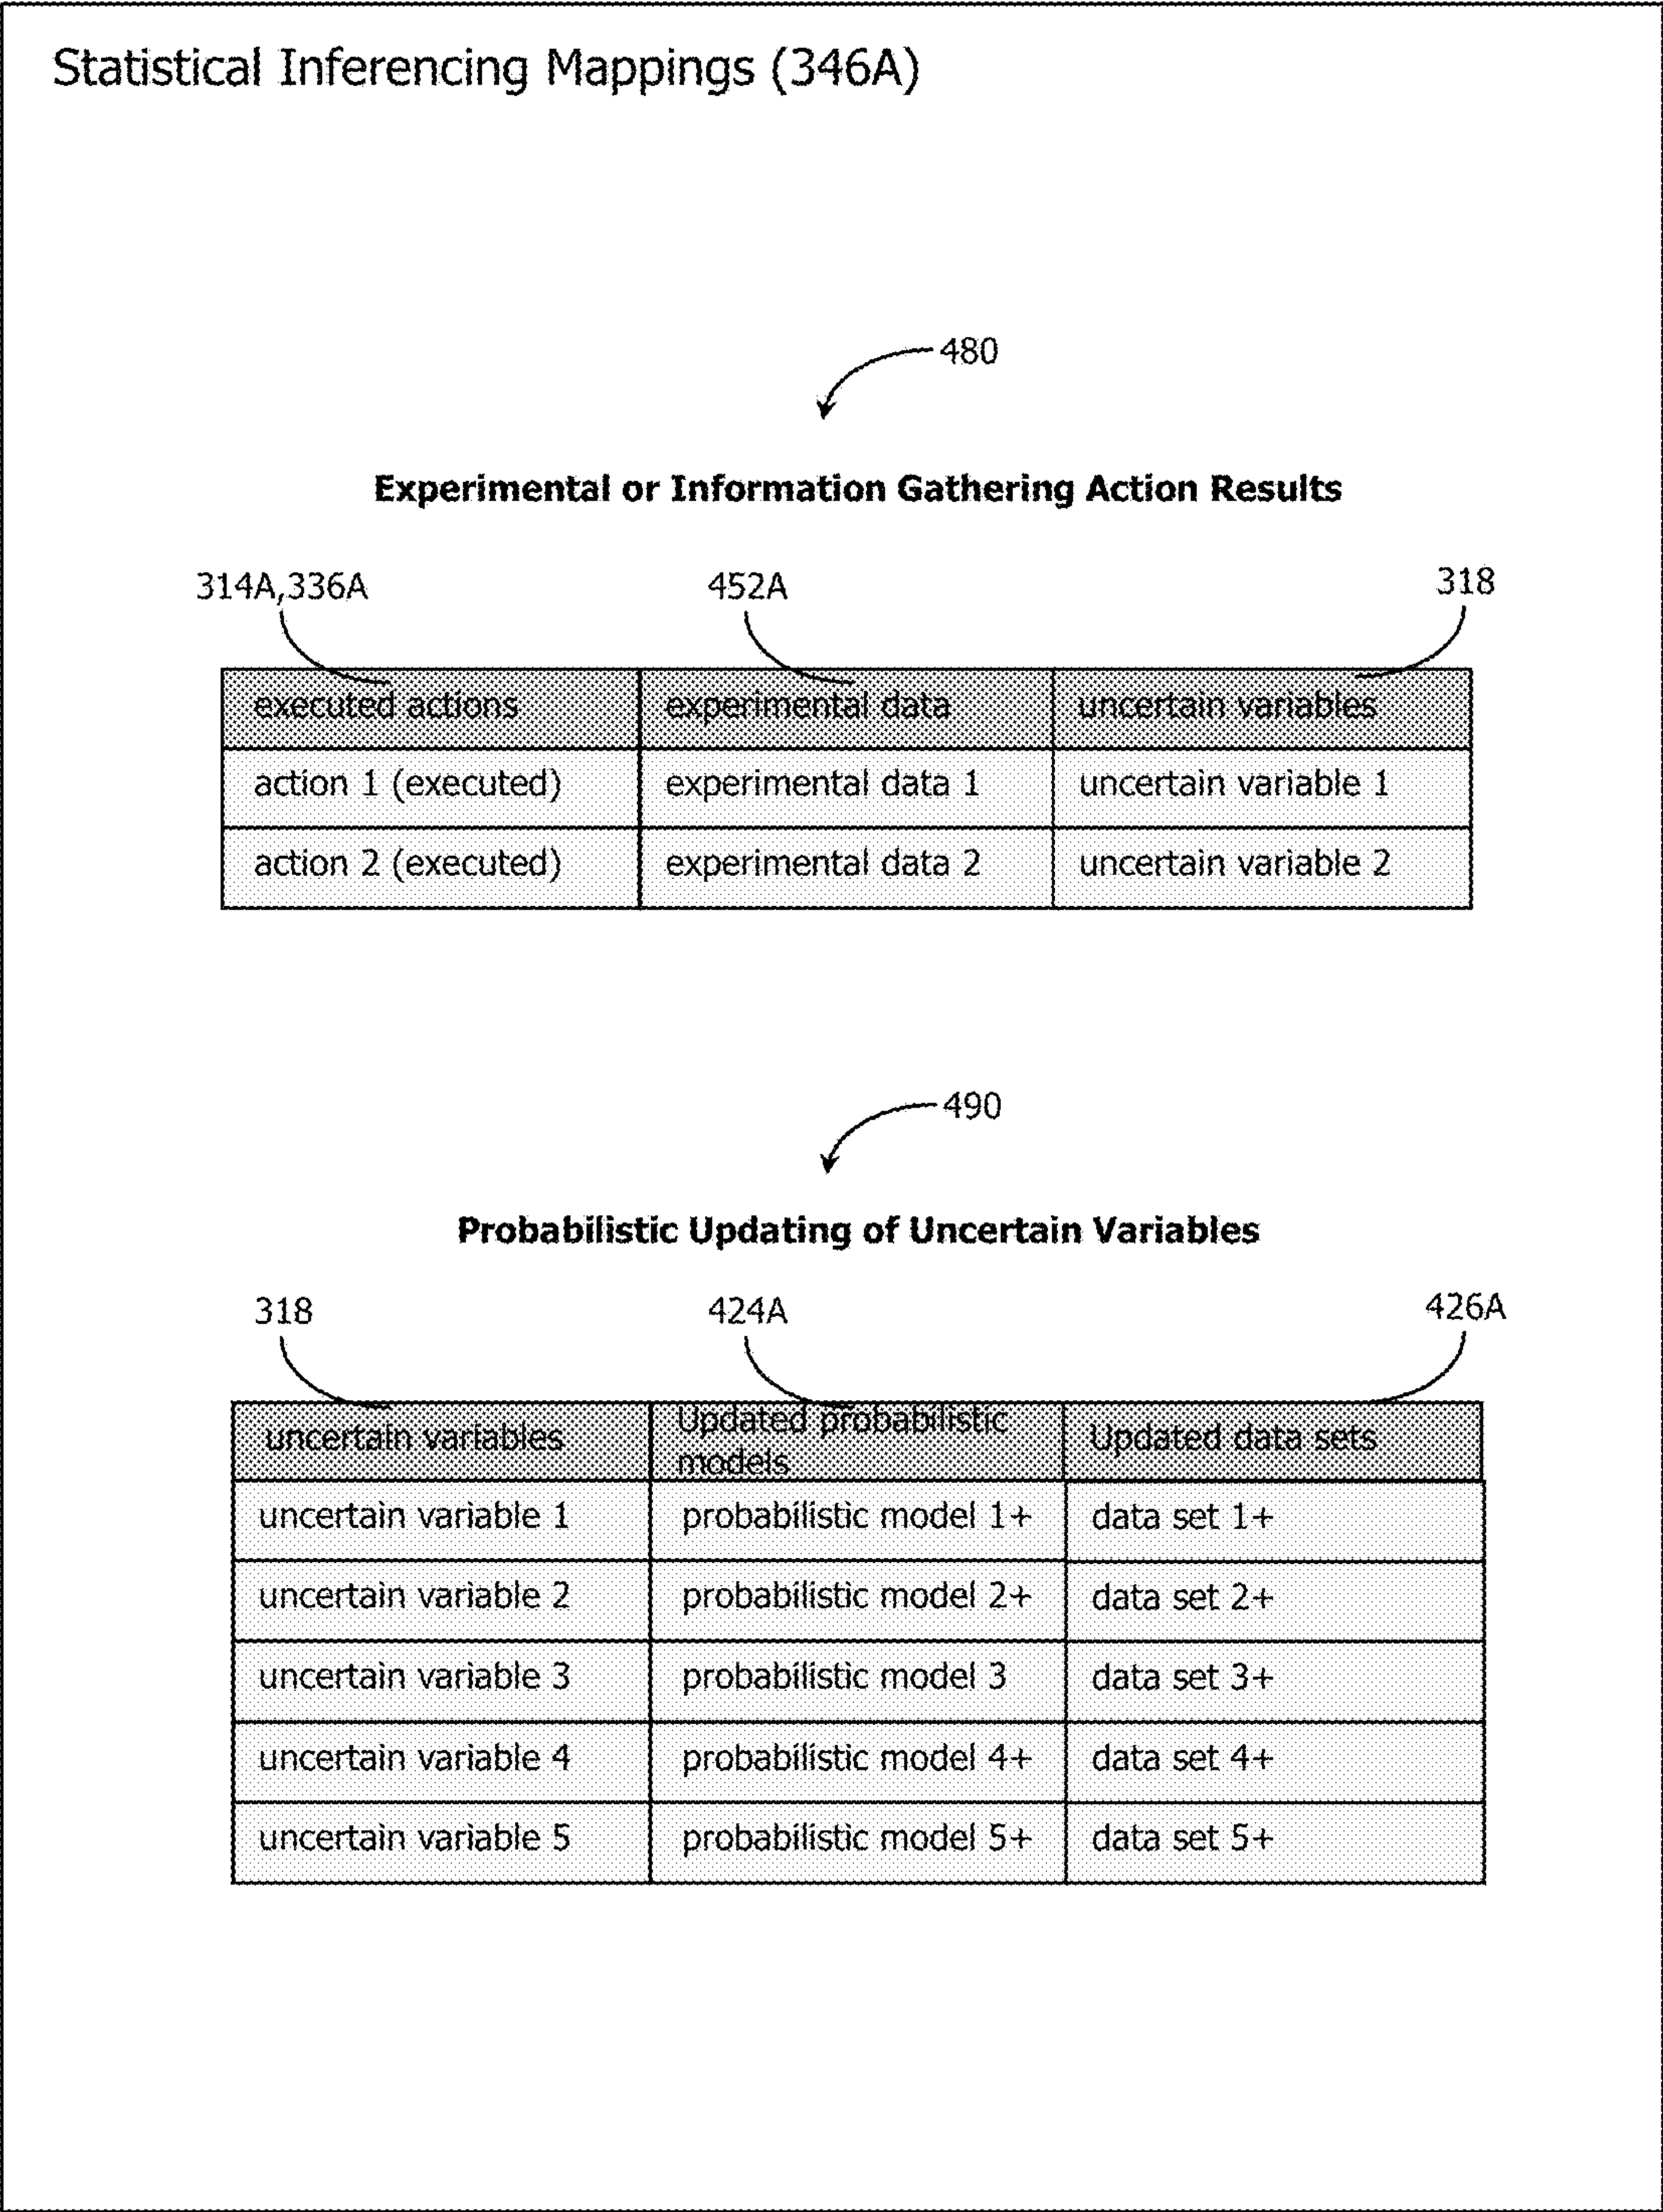 Statistical Inferencing Mappings (346A)
480
Experimental or Information Gathering Action Results
314A,336A 452A 318
executed actions experimental data uncertain variables
action 1 (executed) experimental data 1 uncertain variable 1
action 2 (executed) experimental data 2 uncertain variable 2
490
Probabilistic Updating of Uncertain Variables
318 424A 426A
uncertain variables Updated probabilistic models Updated data sets
uncertain variable 1 probabilistic model 1+ data set 1+
uncertain variable 2 probabilistic model 2+ data set 2+
uncertain variable 3 probabilistic model 3 data set 3+
uncertain variable 4 probabilistic model 4+ data set 4+
uncertain variable 5 probabilistic model 5+ data set 5+